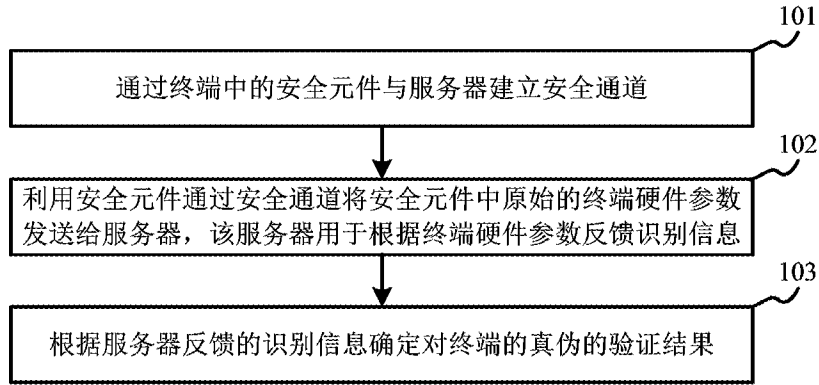 101
通过终端中的安全元件与服务器建立安全通道
102
利用安全元件通过安全通道将安全元件中原始的终端硬件参数
发送给服务器，该服务器用于根据终端硬件参数反馈识别信息
103
根据服务器反馈的识别信息确定对终端的真伪的验证结果